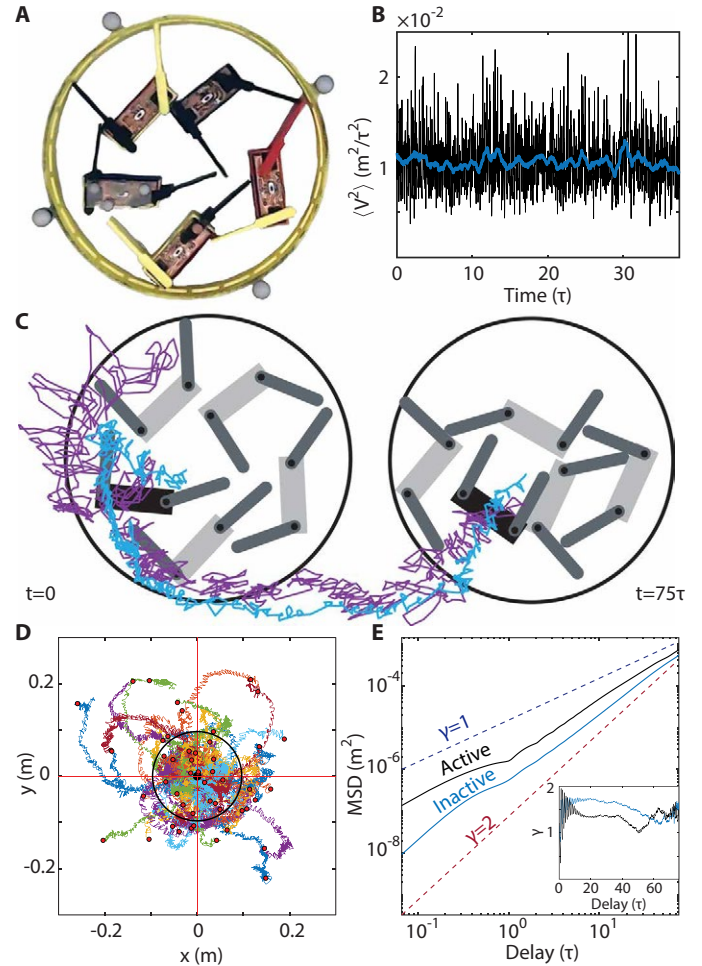 A
B
×10⁻²
2
1
⟨V²⟩ (m²/τ²)
0 10 20 30
Time (τ)
C
t=0
t=75τ
D
0.2
0
-0.2
y (m)
-0.2 0 0.2
x (m)
E
10⁻⁴
10⁻⁶
10⁻⁸
MSD (m²)
γ=1
Active
Inactive
γ=2
2
1
γ
0 20 40 60
Delay (τ)
10⁻¹ 10⁰ 10¹
Delay (τ)